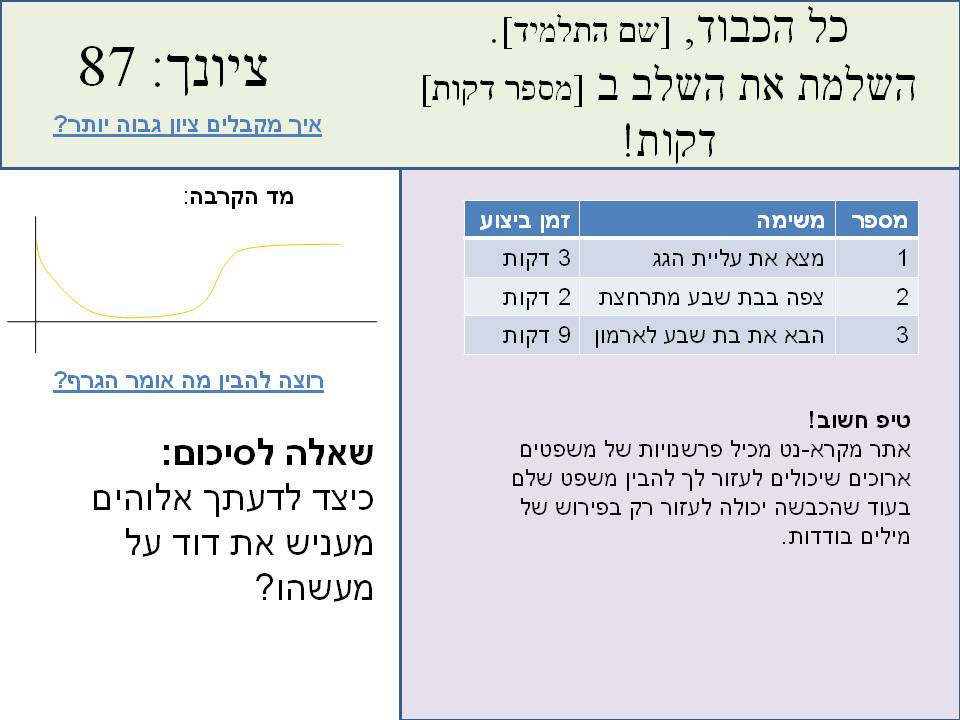 כל הכבוד, [שם התלמיד].
השלמת את השלב ב [מספר דקות]
דקות!
ציונך: 87
איך מקבלים ציון גבוה יותר?
מספר משימה זמן ביצוע
1 מצא את עליית הגג 3 דקות
2 צפה בבת שבע מתרחצת 2 דקות
3 הבא את בת שבע לארמון 9 דקות
טיפ חשוב!
אתר מקרא-נט מכיל פרשנויות של משפטים
ארוכים שיכולים לעזור לך להבין משפט שלם
בעוד שהכבשה יכולה לעזור רק בפירוש של
מילים בודדות.
מד הקרבה:
רוצה להבין מה אומר הגרף?
שאלה לסיכום:
כיצד לדעתך אלוהים
מעניש את דוד על
מעשהו?